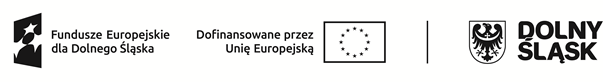 Fundusze Europejskie
dla Dolnego Śląska
Dofinansowane przez
Unię Europejską
DOLNY
ŚLĄSK